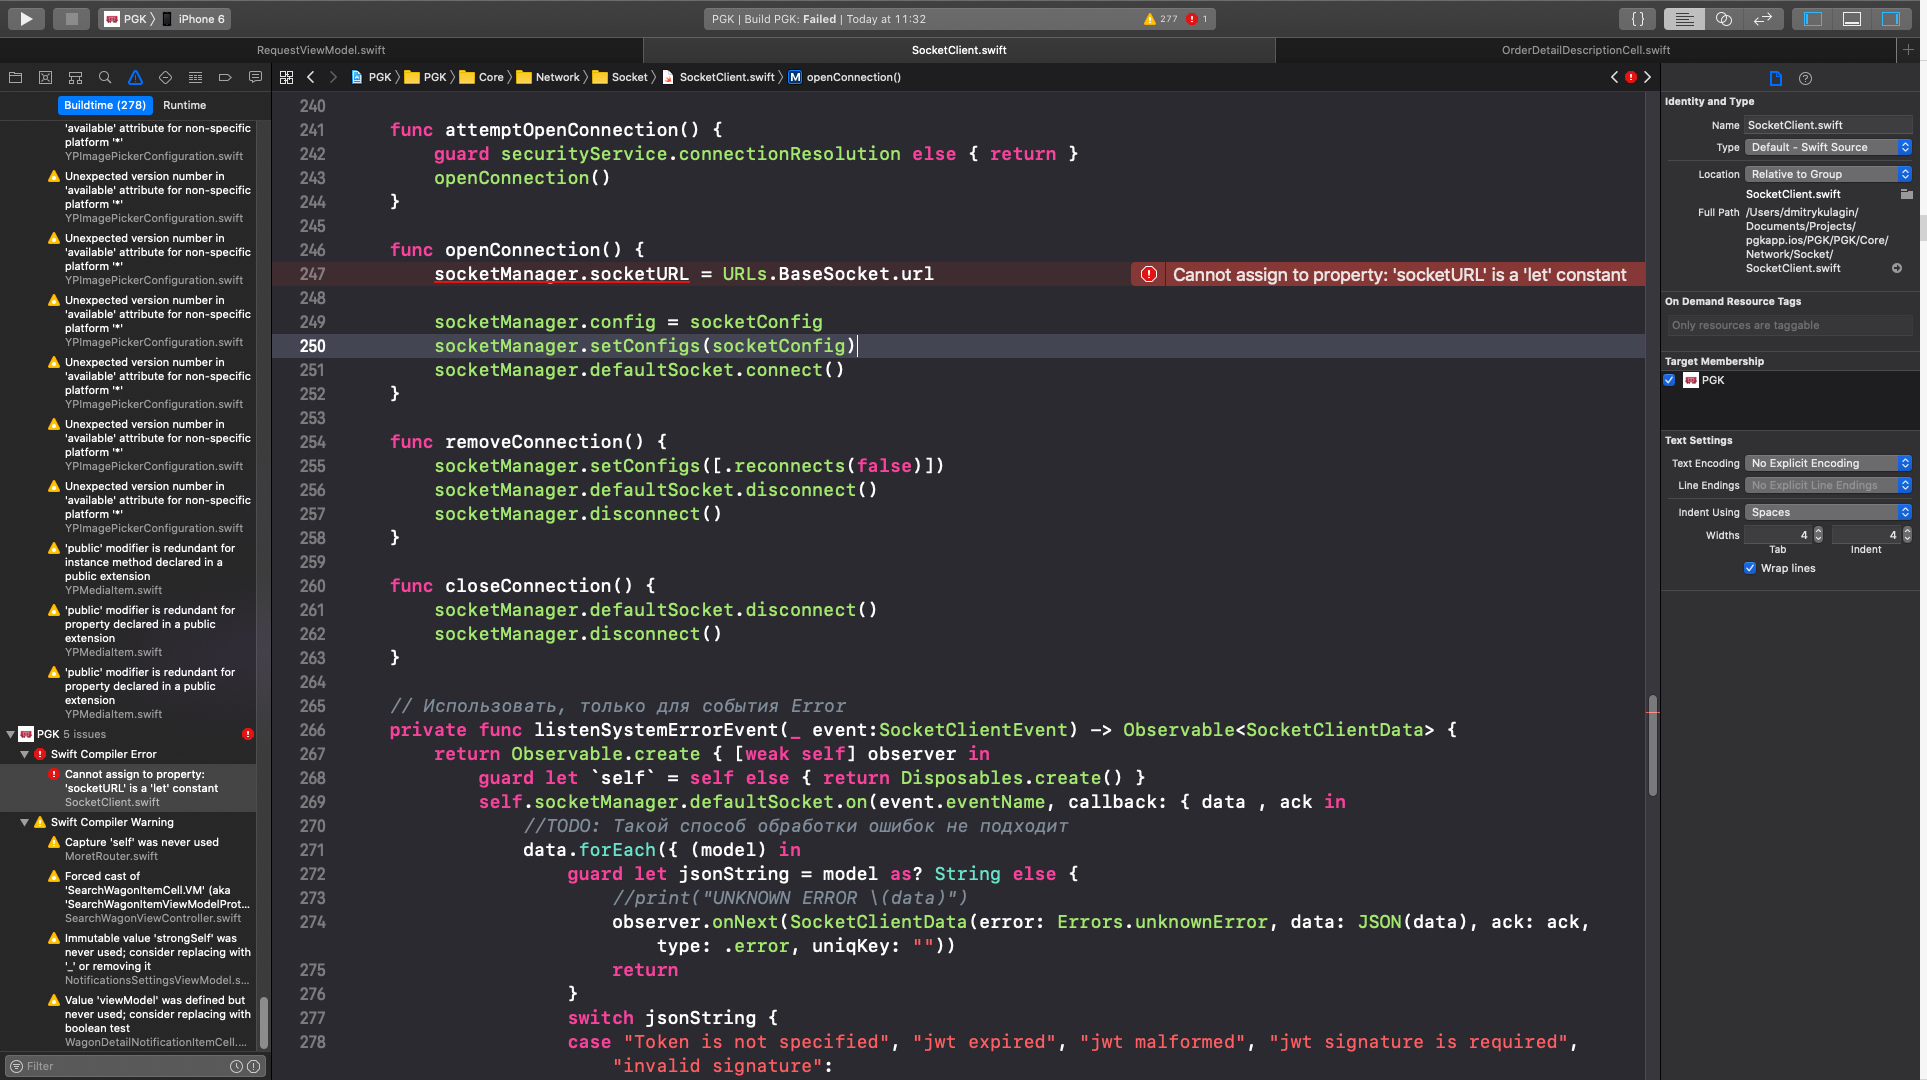 PGK 〉 iPhone 6
PGK | Build PGK: Failed | Today at 11:32
277
1
{}
RequestViewModel.swift
SocketClient.swift
OrderDetailDescriptionCell.swift
PGK 〉 PGK 〉 Core 〉 Network 〉 Socket 〉 SocketClient.swift 〉 M openConnection()
Buildtime (278)
Runtime
'available' attribute for non-specific
platform '*'
YPImagePickerConfiguration.swift
Unexpected version number in
'available' attribute for non-specific
platform '*'
YPImagePickerConfiguration.swift
Unexpected version number in
'available' attribute for non-specific
platform '*'
YPImagePickerConfiguration.swift
Unexpected version number in
'available' attribute for non-specific
platform '*'
YPImagePickerConfiguration.swift
Unexpected version number in
'available' attribute for non-specific
platform '*'
YPImagePickerConfiguration.swift
Unexpected version number in
'available' attribute for non-specific
platform '*'
YPImagePickerConfiguration.swift
Unexpected version number in
'available' attribute for non-specific
platform '*'
YPImagePickerConfiguration.swift
'public' modifier is redundant for
instance method declared in a
public extension
YPMediaItem.swift
'public' modifier is redundant for
property declared in a public
extension
YPMediaItem.swift
'public' modifier is redundant for
property declared in a public
extension
YPMediaItem.swift
PGK 5 issues
Swift Compiler Error
Cannot assign to property:
'socketURL' is a 'let' constant
SocketClient.swift
Swift Compiler Warning
Capture 'self' was never used
MoretRouter.swift
Forced cast of
'SearchWagonItemCell.VM' (aka
'SearchWagonItemViewModelProt...
SearchWagonViewController.swift
Immutable value 'strongSelf' was
never used; consider replacing with
'_' or removing it
NotificationsSettingsViewModel.s...
Value 'viewModel' was defined but
never used; consider replacing with
boolean test
WagonDetailNotificationItemCell....
Filter
240
241 func attemptOpenConnection() {
242 guard securityService.connectionResolution else { return }
243 openConnection()
244 }
245
246 func openConnection() {
247 socketManager.socketURL = URLs.BaseSocket.url
Cannot assign to property: 'socketURL' is a 'let' constant
248
249 socketManager.config = socketConfig
250 socketManager.setConfigs(socketConfig)
251 socketManager.defaultSocket.connect()
252 }
253
254 func removeConnection() {
255 socketManager.setConfigs([.reconnects(false)])
256 socketManager.defaultSocket.disconnect()
257 socketManager.disconnect()
258 }
259
260 func closeConnection() {
261 socketManager.defaultSocket.disconnect()
262 socketManager.disconnect()
263 }
264
265 // Использовать, только для события Error
266 private func listenSystemErrorEvent(_ event:SocketClientEvent) -> Observable<SocketClientData> {
267 return Observable.create { [weak self] observer in
268 guard let `self` = self else { return Disposables.create() }
269 self.socketManager.defaultSocket.on(event.eventName, callback: { data , ack in
270 //TODO: Такой способ обработки ошибок не подходит
271 data.forEach({ (model) in
272 guard let jsonString = model as? String else {
273 //print("UNKNOWN ERROR \(data)")
274 observer.onNext(SocketClientData(error: Errors.unknownError, data: JSON(data), ack: ack,
type: .error, uniqKey: ""))
275 return
276 }
277 switch jsonString {
278 case "Token is not specified", "jwt expired", "jwt malformed", "jwt signature is required",
"invalid signature":
Identity and Type
Name SocketClient.swift
Type Default - Swift Source
Location Relative to Group
SocketClient.swift
Full Path /Users/dmitrykulagin/
Documents/Projects/
pgkapp.ios/PGK/PGK/Core/
Network/Socket/
SocketClient.swift
On Demand Resource Tags
Only resources are taggable
Target Membership
PGK
Text Settings
Text Encoding No Explicit Encoding
Line Endings No Explicit Line Endings
Indent Using Spaces
Widths 4 4
Tab Indent
Wrap lines